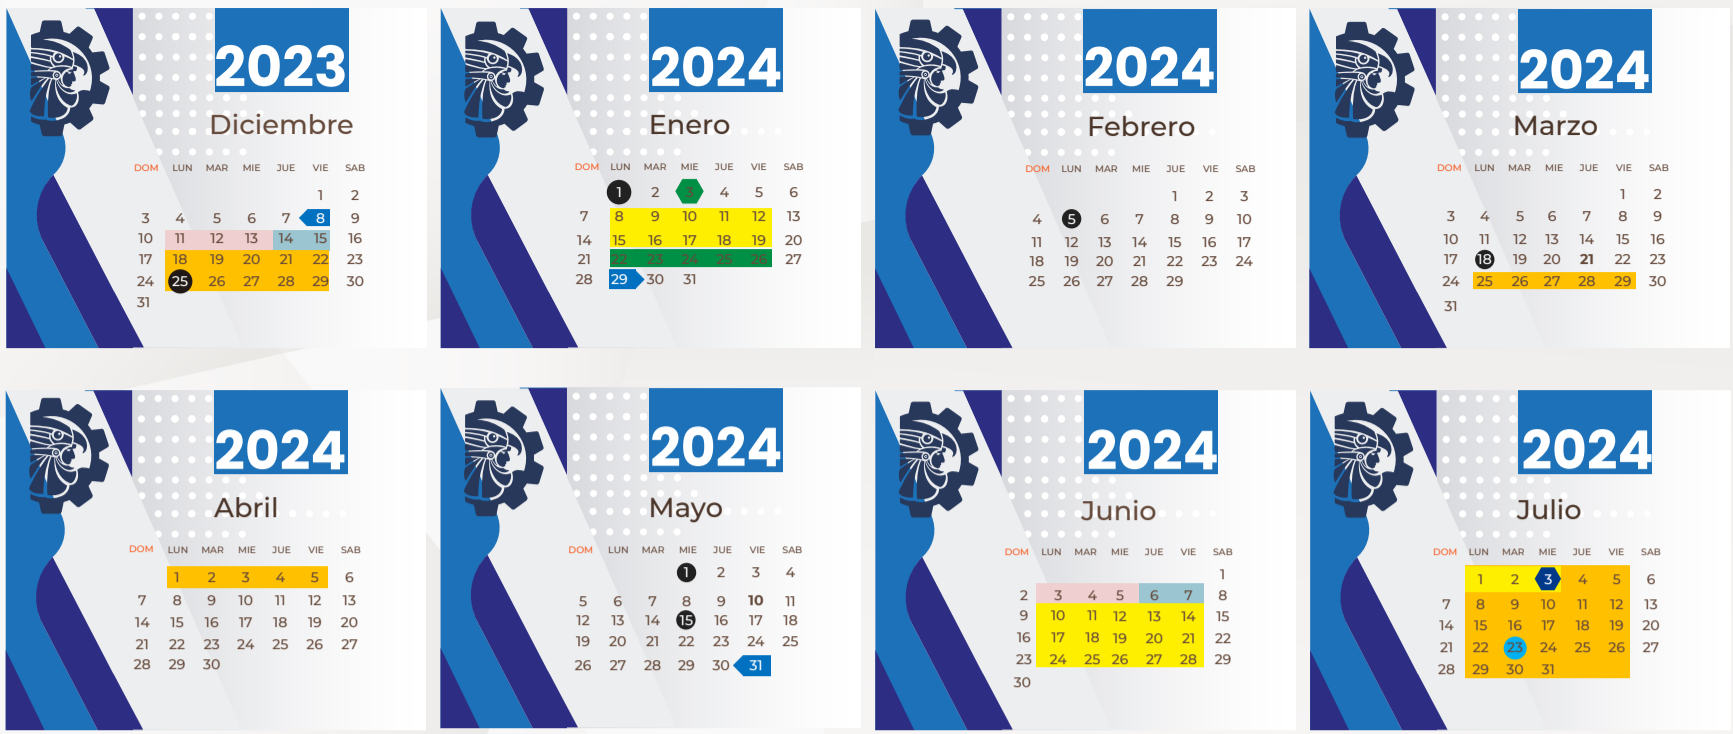 2023
Diciembre
DOM LUN MAR MIE JUE VIE SAB
1 2
3 4 5 6 7 8 9
10 11 12 13 14 15 16
17 18 19 20 21 22 23
24 25 26 27 28 29 30
31
2024
Enero
DOM LUN MAR MIE JUE VIE SAB
1 2 3 4 5 6
7 8 9 10 11 12 13
14 15 16 17 18 19 20
21 22 23 24 25 26 27
28 29 30 31
2024
Febrero
DOM LUN MAR MIE JUE VIE SAB
1 2 3
4 5 6 7 8 9 10
11 12 13 14 15 16 17
18 19 20 21 22 23 24
25 26 27 28 29
2024
Marzo
DOM LUN MAR MIE JUE VIE SAB
1 2
3 4 5 6 7 8 9
10 11 12 13 14 15 16
17 18 19 20 21 22 23
24 25 26 27 28 29 30
31
2024
Abril
DOM LUN MAR MIE JUE VIE SAB
1 2 3 4 5 6
7 8 9 10 11 12 13
14 15 16 17 18 19 20
21 22 23 24 25 26 27
28 29 30
2024
Mayo
DOM LUN MAR MIE JUE VIE SAB
1 2 3 4
5 6 7 8 9 10 11
12 13 14 15 16 17 18
19 20 21 22 23 24 25
26 27 28 29 30 31
2024
Junio
DOM LUN MAR MIE JUE VIE SAB
1
2 3 4 5 6 7 8
9 10 11 12 13 14 15
16 17 18 19 20 21 22
23 24 25 26 27 28 29
30
2024
Julio
DOM LUN MAR MIE JUE VIE SAB
1 2 3 4 5 6
7 8 9 10 11 12 13
14 15 16 17 18 19 20
21 22 23 24 25 26 27
28 29 30 31